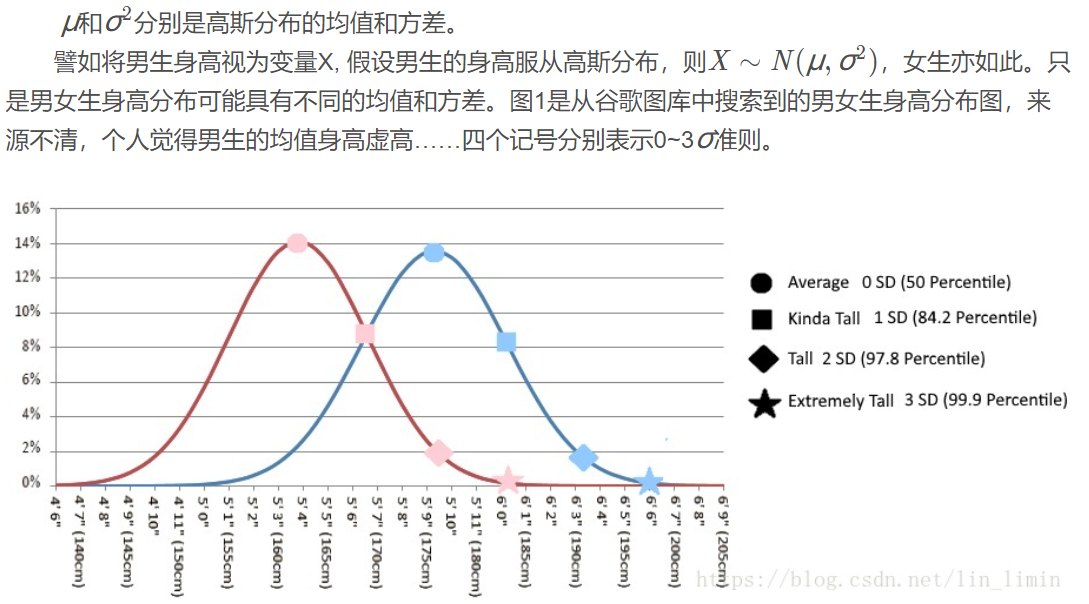 μ和σ²分别是高斯分布的均值和方差。
譬如将男生身高视为变量X, 假设男生的身高服从高斯分布，则X ∼ N(μ, σ²)，女生亦如此。只
是男女生身高分布可能具有不同的均值和方差。图1是从谷歌图库中搜索到的男女生身高分布图，来
源不清，个人觉得男生的均值身高虚高……四个记号分别表示0~3σ准则。
16%
14%
12%
10%
8%
6%
4%
2%
0%
4' 6"
4' 7" (140cm)
4' 8"
4' 9" (145cm)
4' 10"
4' 11" (150cm)
5' 0"
5' 1" (155cm)
5' 2"
5' 3" (160cm)
5' 4"
5' 5" (165cm)
5' 6"
5' 7" (170cm)
5' 8"
5' 9" (175cm)
5' 10"
5' 11" (180cm)
6' 0"
6' 1" (185cm)
6' 2"
6' 3" (190cm)
6' 4"
6' 5" (195cm)
6' 6"
6' 7" (200cm)
6' 8"
6' 9" (205cm)
Average 0 SD (50 Percentile)
Kinda Tall 1 SD (84.2 Percentile)
Tall 2 SD (97.8 Percentile)
Extremely Tall 3 SD (99.9 Percentile)
https://blog.csdn.net/lin_limin